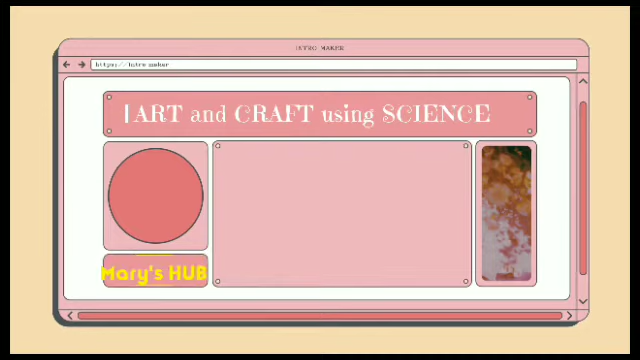 INTRO MAKER
https://intro maker
ART and CRAFT using SCIENCE
Mary's HUB